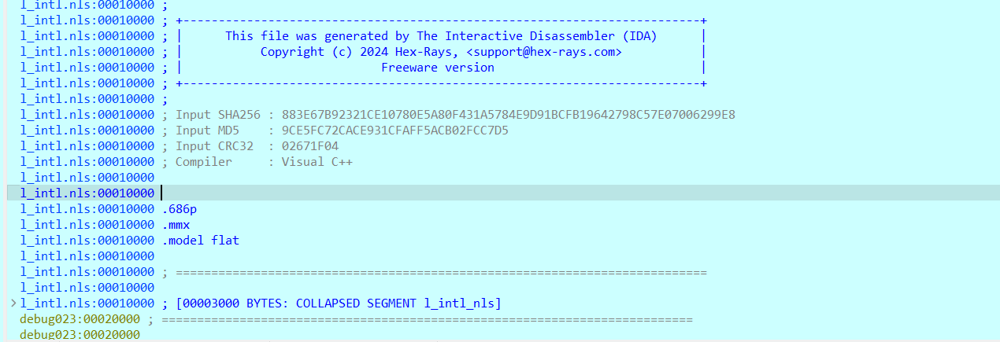 l_intl.nls:00010000 ;
l_intl.nls:00010000 ; +-------------------------------------------------------------------------+
l_intl.nls:00010000 ; |      This file was generated by The Interactive Disassembler (IDA)      |
l_intl.nls:00010000 ; |           Copyright (c) 2024 Hex-Rays, <support@hex-rays.com>           |
l_intl.nls:00010000 ; |                            Freeware version                             |
l_intl.nls:00010000 ; +-------------------------------------------------------------------------+
l_intl.nls:00010000 ;
l_intl.nls:00010000 ; Input SHA256 : 883E67B92321CE10780E5A80F431A5784E9D91BCFB19642798C57E07006299E8
l_intl.nls:00010000 ; Input MD5    : 9CE5FC72CACE931CFAFF5ACB02FCC7D5
l_intl.nls:00010000 ; Input CRC32  : 02671F04
l_intl.nls:00010000 ; Compiler     : Visual C++
l_intl.nls:00010000
l_intl.nls:00010000
l_intl.nls:00010000 .686p
l_intl.nls:00010000 .mmx
l_intl.nls:00010000 .model flat
l_intl.nls:00010000
l_intl.nls:00010000 ; ===========================================================================
l_intl.nls:00010000
l_intl.nls:00010000 ; [00003000 BYTES: COLLAPSED SEGMENT l_intl_nls]
debug023:00020000 ; ===========================================================================
debug023:00020000